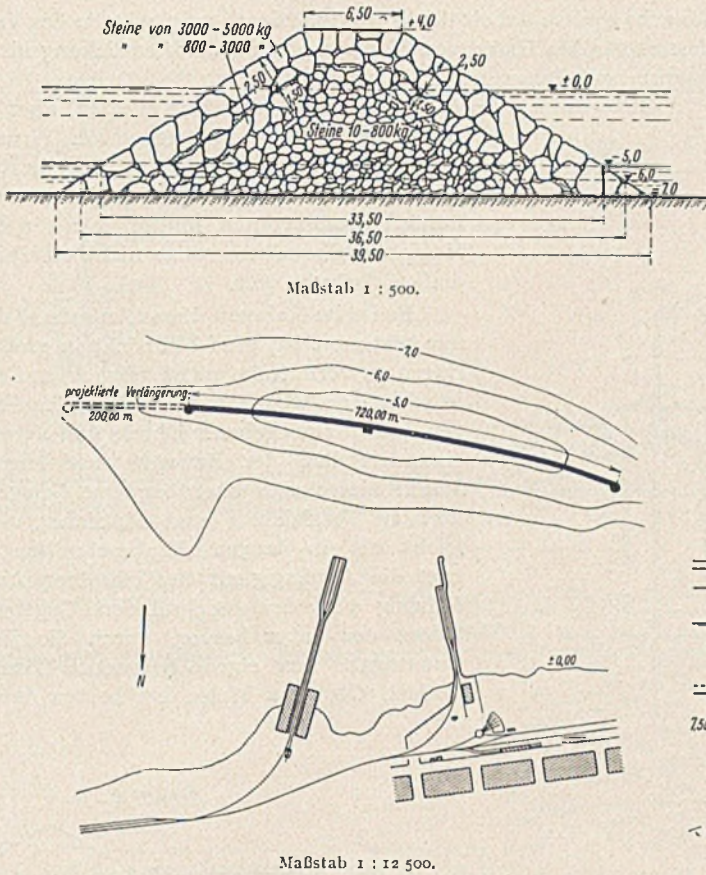 6,50
+4,0
Steine von 3000-5000 kg
" " 800-3000 "
2,50
2,50
1,50
1,50
±0,0
Steine 10-800kg
-5,0
-6,0
-7,0
33,50
36,50
39,50
Maßstab 1 : 500.
-7,0
-6,0
-5,0
projektierte Verlängerung
200,00 m.
720,00 m.
N
±0,00
7,50
Maßstab 1 : 12 500.